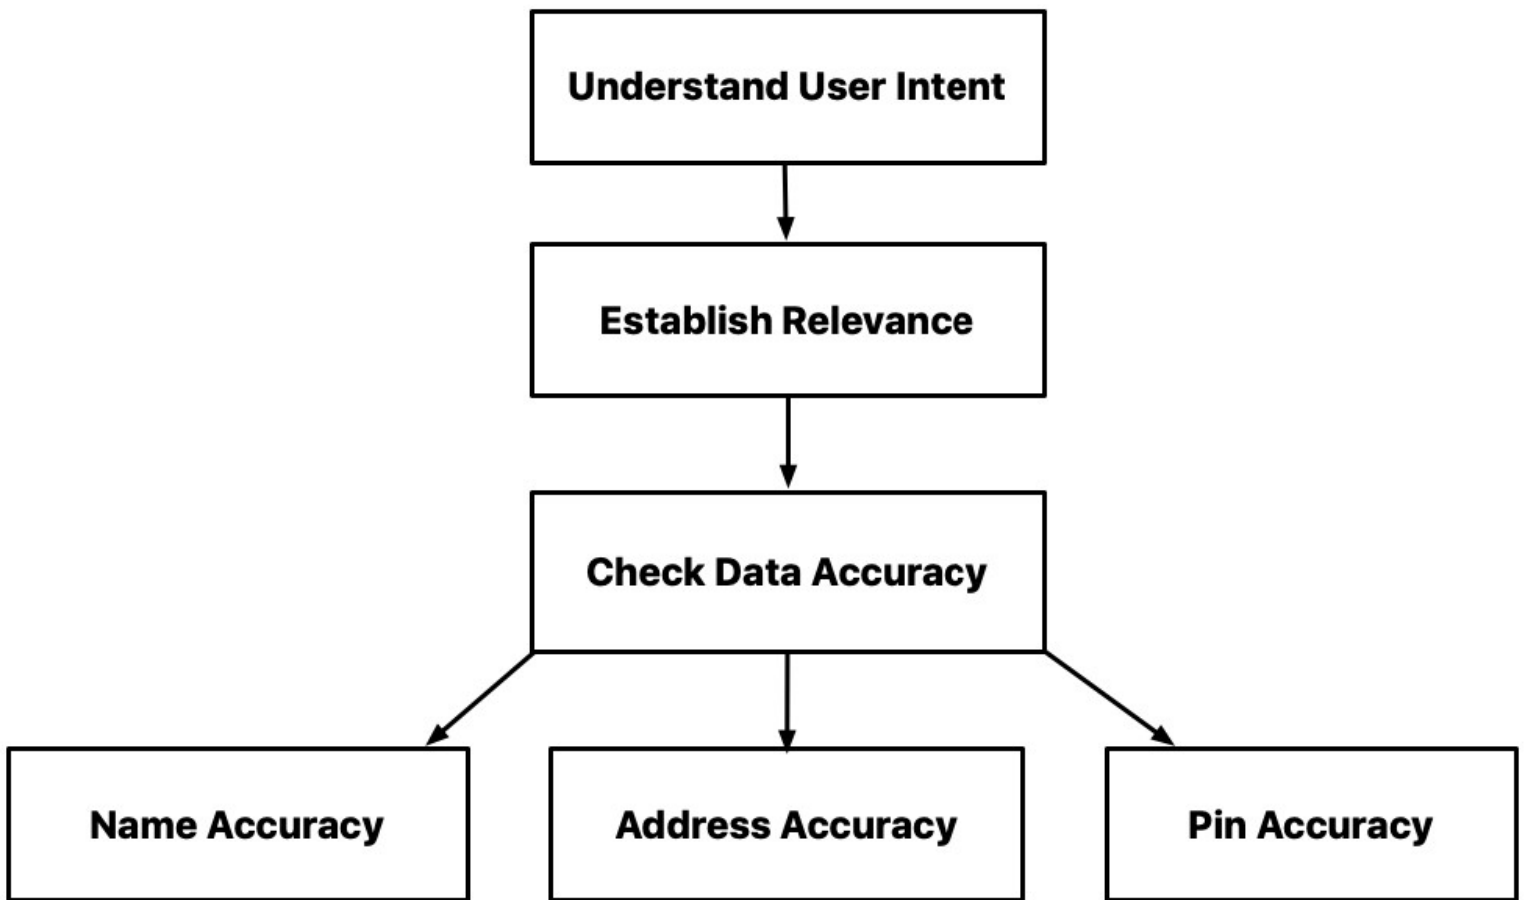 Understand User Intent
Establish Relevance
Check Data Accuracy
Name Accuracy
Address Accuracy
Pin Accuracy